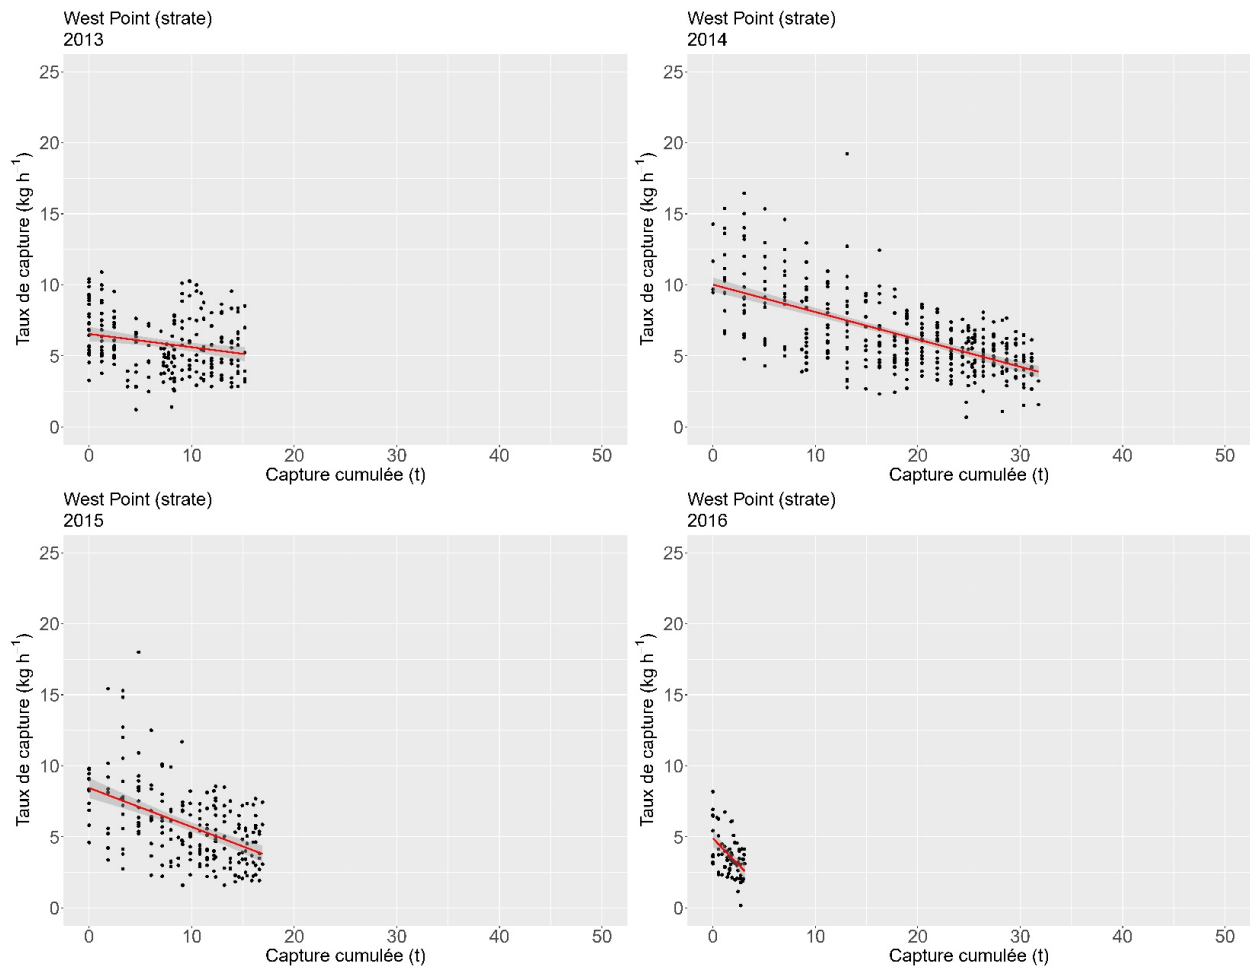 West Point (strate)
2013
25
20
15
10
5
0
Taux de capture (kg h⁻¹)
0 10 20 30 40 50
Capture cumulée (t)
West Point (strate)
2014
25
20
15
10
5
0
Taux de capture (kg h⁻¹)
0 10 20 30 40 50
Capture cumulée (t)
West Point (strate)
2015
25
20
15
10
5
0
Taux de capture (kg h⁻¹)
0 10 20 30 40 50
Capture cumulée (t)
West Point (strate)
2016
25
20
15
10
5
0
Taux de capture (kg h⁻¹)
0 10 20 30 40 50
Capture cumulée (t)